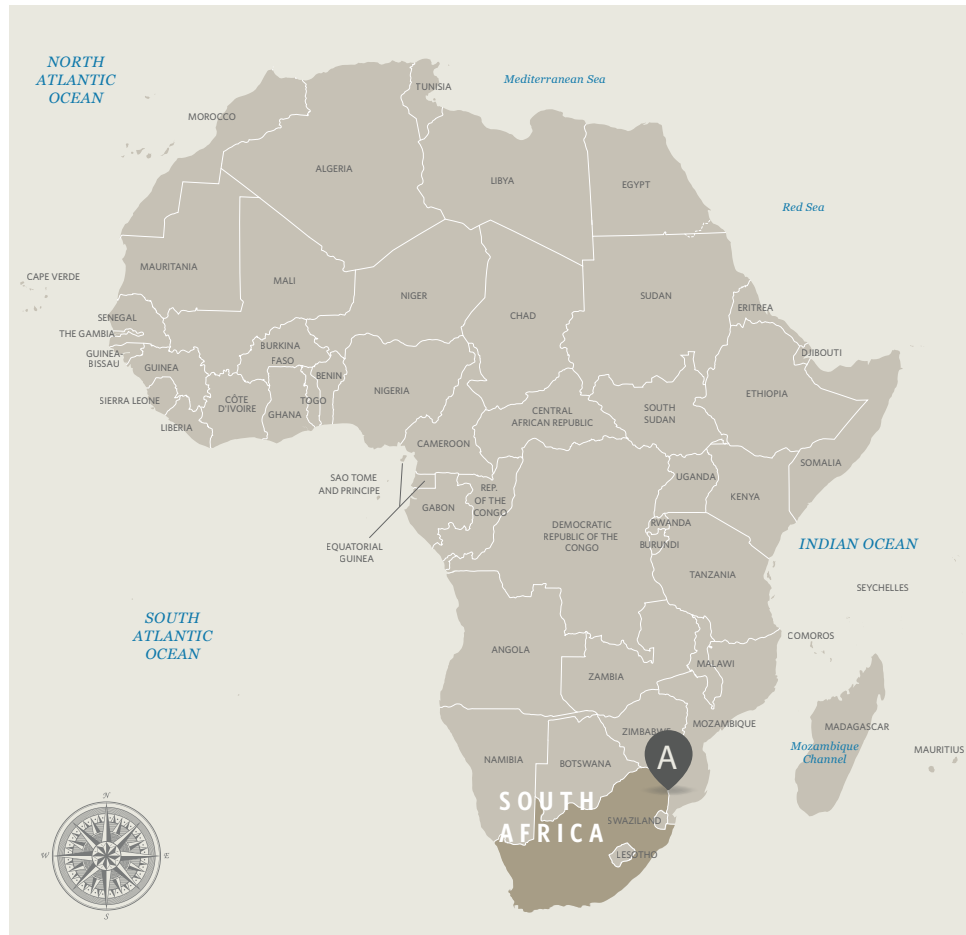 NORTH
ATLANTIC
OCEAN
Mediterranean Sea
TUNISIA
MOROCCO
ALGERIA
LIBYA
EGYPT
Red Sea
CAPE VERDE
MAURITANIA
MALI
NIGER
CHAD
SUDAN
ERITREA
SENEGAL
THE GAMBIA
GUINEA-
BISSAU
GUINEA
BURKINA
FASO
BENIN
NIGERIA
DJIBOUTI
ETHIOPIA
SIERRA LEONE
CÔTE
D'IVOIRE
GHANA
TOGO
LIBERIA
CENTRAL
AFRICAN REPUBLIC
SOUTH
SUDAN
CAMEROON
SOMALIA
SAO TOME
AND PRINCIPE
GABON
REP.
OF THE
CONGO
UGANDA
KENYA
EQUATORIAL
GUINEA
DEMOCRATIC
REPUBLIC OF THE
CONGO
RWANDA
BURUNDI
INDIAN OCEAN
TANZANIA
SEYCHELLES
SOUTH
ATLANTIC
OCEAN
COMOROS
ANGOLA
ZAMBIA
MALAWI
MOZAMBIQUE
ZIMBABWE
MADAGASCAR
Mozambique
Channel
MAURITIUS
NAMIBIA
BOTSWANA
A
SOUTH
AFRICA
SWAZILAND
LESOTHO
N
W
E
S